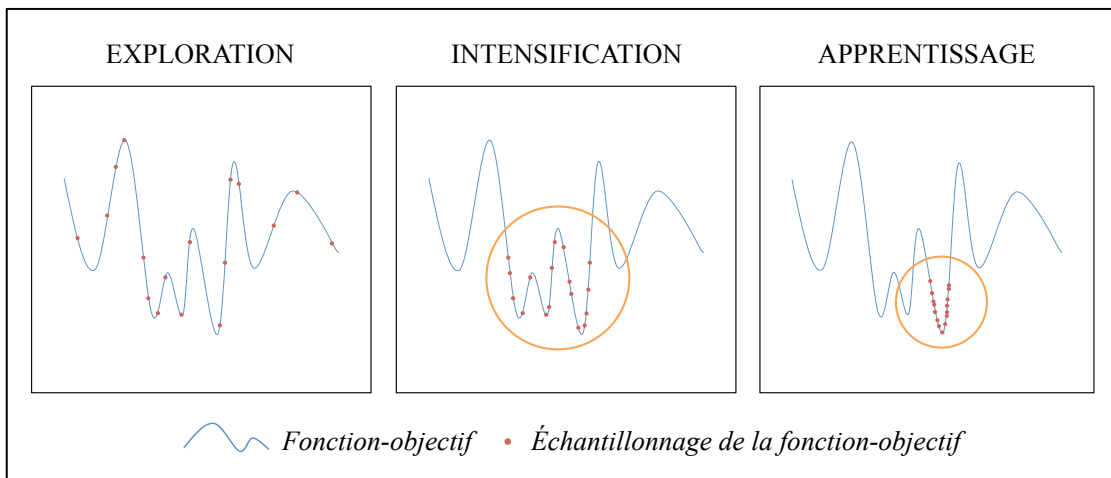 EXPLORATION
INTENSIFICATION
APPRENTISSAGE
Fonction-objectif
Échantillonnage de la fonction-objectif